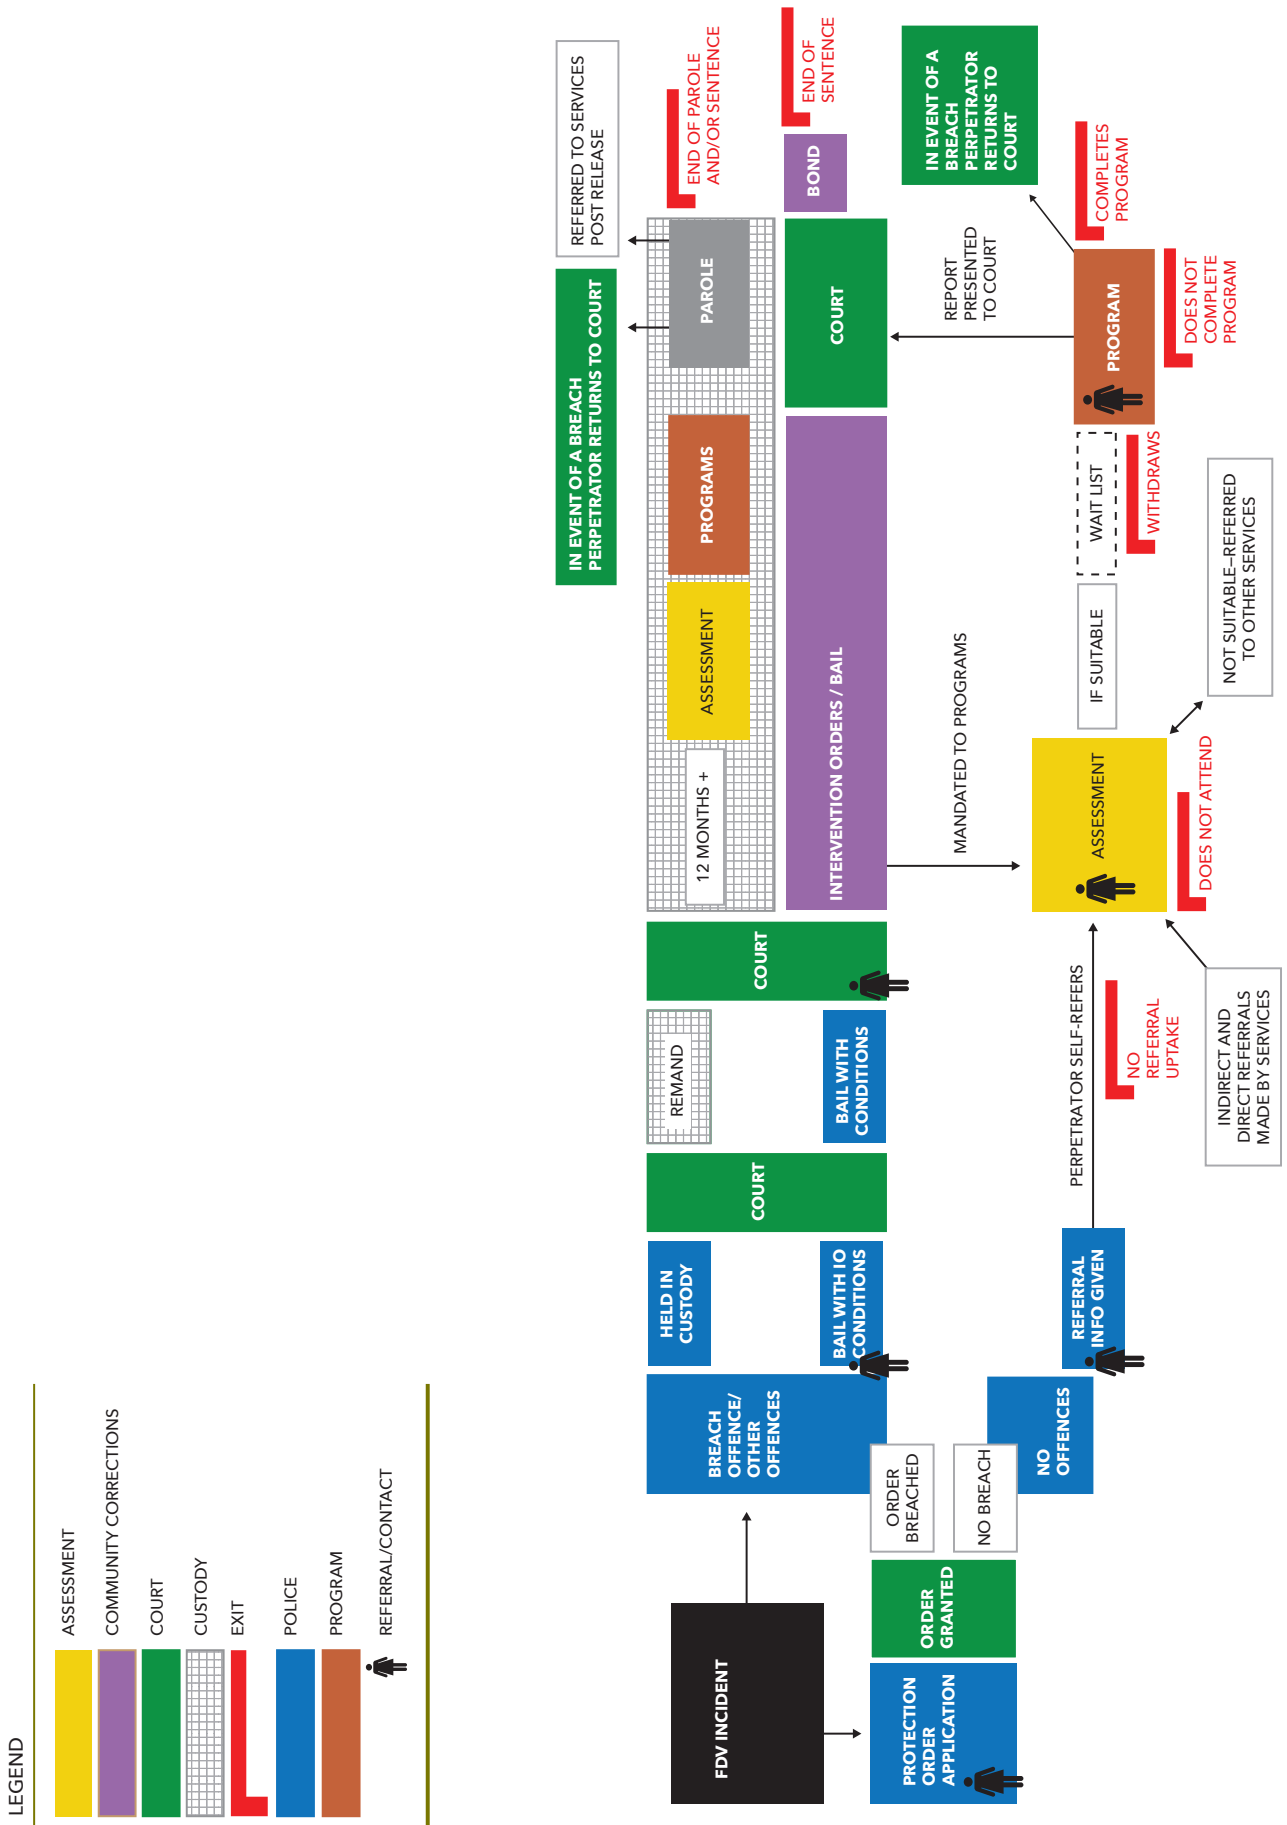 LEGEND
ASSESSMENT
COMMUNITY CORRECTIONS
COURT
CUSTODY
EXIT
POLICE
PROGRAM
REFERRAL/CONTACT
FDV INCIDENT
PROTECTION
ORDER
APPLICATION
ORDER
GRANTED
ORDER
BREACHED
NO BREACH
BREACH
OFFENCE/
OTHER
OFFENCES
NO
OFFENCES
HELD IN
CUSTODY
BAIL WITH IO
CONDITIONS
REFERRAL
INFO GIVEN
COURT
REMAND
BAIL WITH
CONDITIONS
PERPETRATOR SELF-REFERS
NO
REFERRAL
UPTAKE
INDIRECT AND
DIRECT REFERRALS
MADE BY SERVICES
COURT
12 MONTHS +
ASSESSMENT
PROGRAMS
PAROLE
IN EVENT OF A BREACH
PERPETRATOR RETURNS TO COURT
REFERRED TO SERVICES
POST RELEASE
END OF PAROLE
AND/OR SENTENCE
INTERVENTION ORDERS / BAIL
COURT
BOND
END OF
SENTENCE
MANDATED TO PROGRAMS
REPORT
PRESENTED
TO COURT
IN EVENT OF A
BREACH
PERPETRATOR
RETURNS TO
COURT
ASSESSMENT
DOES NOT ATTEND
NOT SUITABLE–REFERRED
TO OTHER SERVICES
IF SUITABLE
WAIT LIST
WITHDRAWS
PROGRAM
COMPLETES
PROGRAM
DOES NOT
COMPLETE
PROGRAM